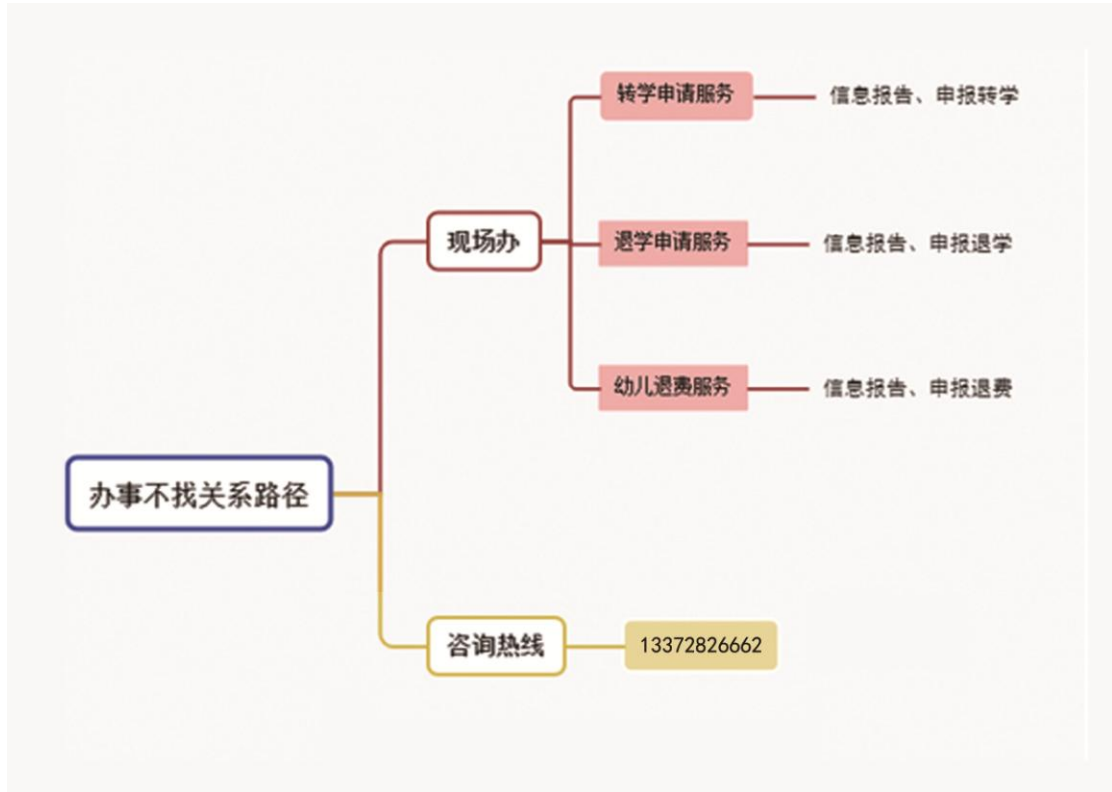 转学申请服务
信息报告、申报转学
现场办
退学申请服务
信息报告、申报退学
幼儿退费服务
信息报告、申报退费
办事不找关系路径
咨询热线
13372826662